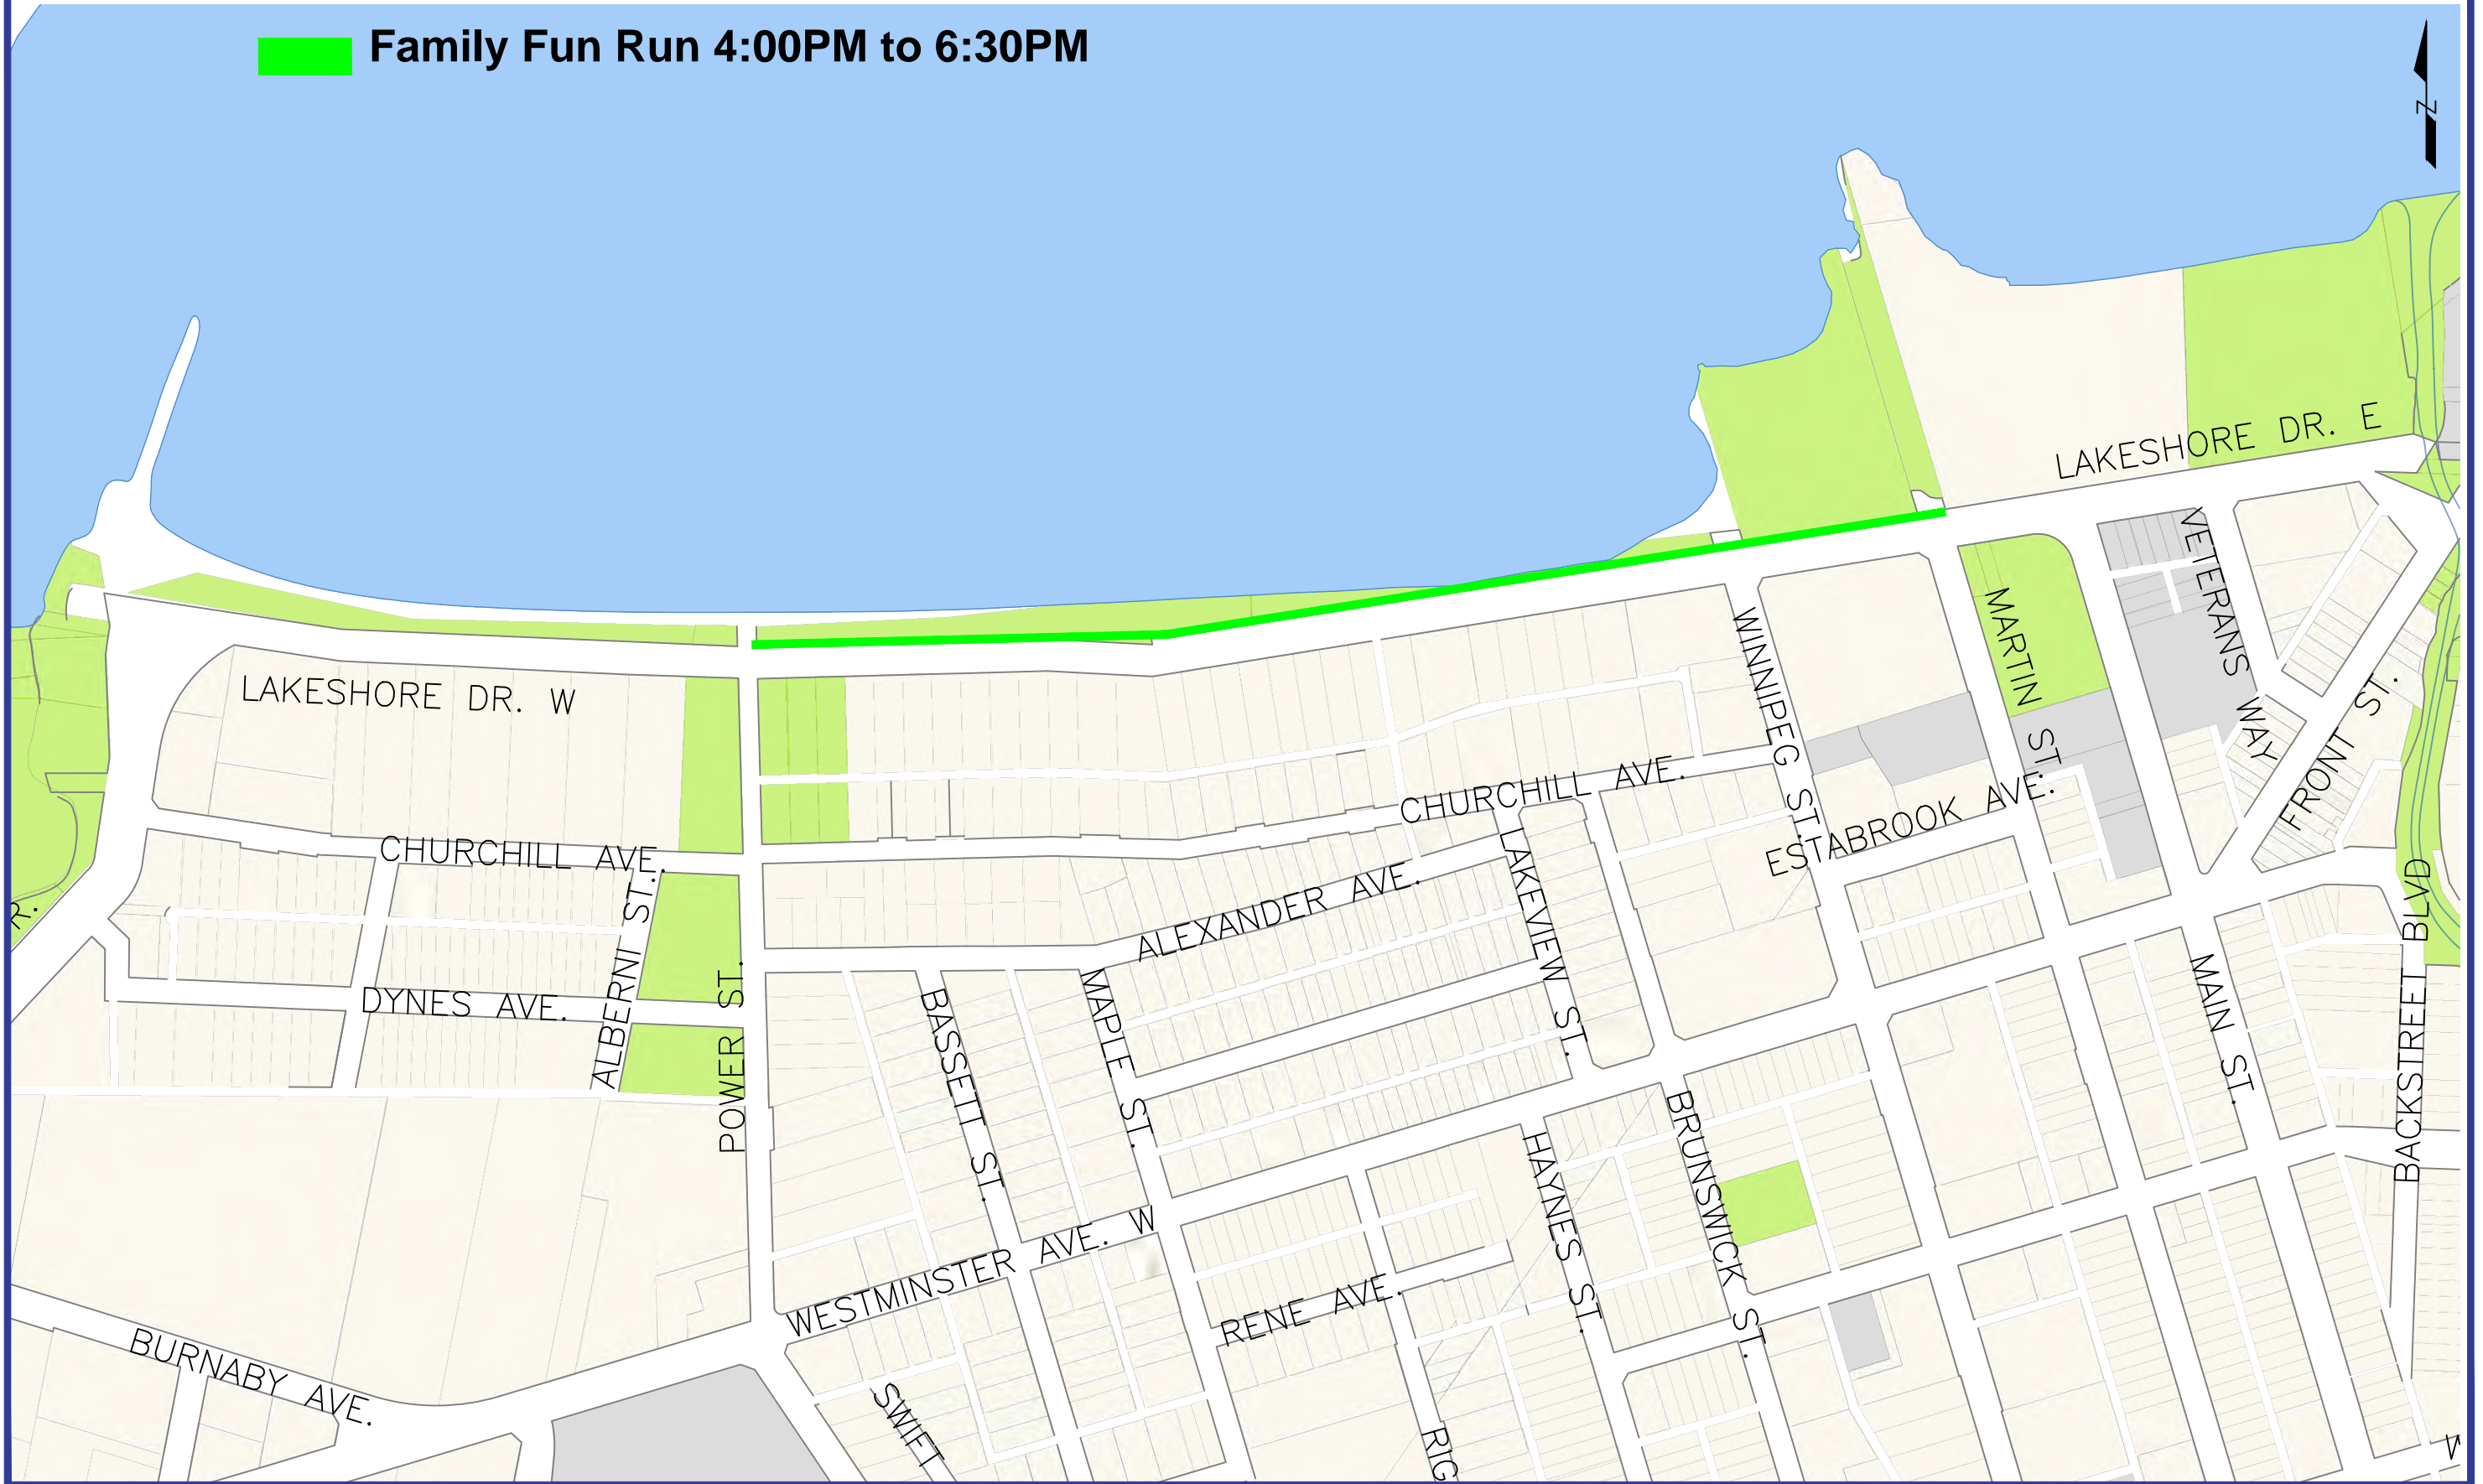 Family Fun Run 4:00PM to 6:30PM
N
LAKESHORE DR. E
VETERANS WAY
MARTIN ST.
WINNIPEG ST.
LAKESHORE DR. W
FRONT ST.
CHURCHILL AVE.
ESTABROOK AVE.
CHURCHILL AVE.
LAKEVIEW ST.
ALEXANDER AVE.
ALBERNI ST.
R.
BACKSTREET BLVD
POWER ST.
MAIN ST.
MAPLE ST.
BASSETT ST.
DYNES AVE.
BRUNSWICK ST.
HAYNES ST.
WESTMINSTER AVE. W
RENE AVE.
BURNABY AVE.
SWIFT
RIG